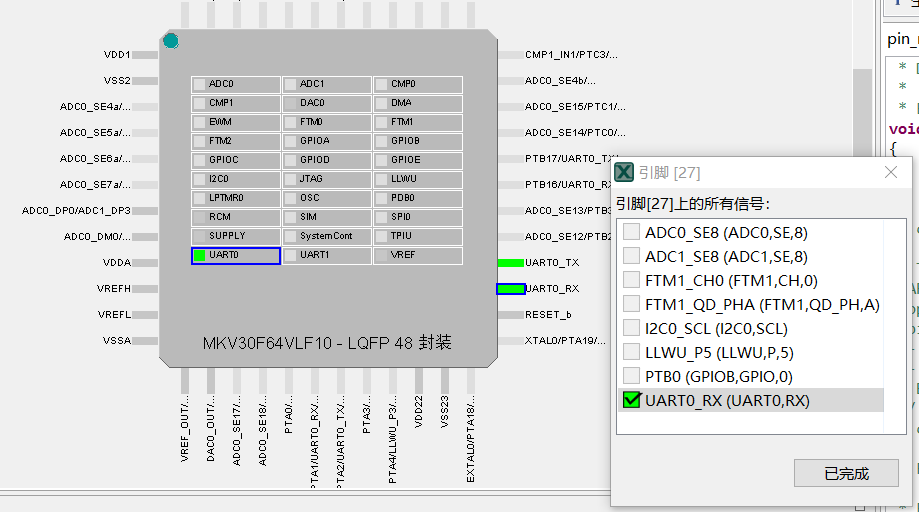 VDD1
VSS2
ADC0_SE4a/...
ADC0_SE5a/...
ADC0_SE6a/...
ADC0_SE7a/...
ADC0_DP0/ADC1_DP3
ADC0_DM0/...
VDDA
VREFH
VREFL
VSSA
ADC0 ADC1 CMP0
CMP1 DAC0 DMA
EWM FTM0 FTM1
FTM2 GPIOA GPIOB
GPIOC GPIOD GPIOE
I2C0 JTAG LLWU
LPTMR0 OSC PDB0
RCM SIM SPI0
SUPPLY SystemCont TPIU
UART0 UART1 VREF
MKV30F64VLF10 - LQFP 48 封装
CMP1_IN1/PTC3/...
ADC0_SE4b/...
ADC0_SE15/PTC1/...
ADC0_SE14/PTC0/...
PTB17/UART0_TX/
PTB16/UART0_RX
ADC0_SE13/PTB3
ADC0_SE12/PTB2
UART0_TX
UART0_RX
RESET_b
XTAL0/PTA19/...
VREF_OUT/...
DAC0_OUT/...
ADC0_SE17/...
ADC0_SE18/...
PTA0/...
PTA1/UART0_RX/...
PTA2/UART0_TX/...
PTA3/...
PTA4/LLWU_P3/...
VDD22
VSS23
EXTAL0/PTA18/...
pin_
*
*
*
void
{
引脚 [27]
引脚[27]上的所有信号:
ADC0_SE8 (ADC0,SE,8)
ADC1_SE8 (ADC1,SE,8)
FTM1_CH0 (FTM1,CH,0)
FTM1_QD_PHA (FTM1,QD_PH,A)
I2C0_SCL (I2C0,SCL)
LLWU_P5 (LLWU,P,5)
PTB0 (GPIOB,GPIO,0)
UART0_RX (UART0,RX)
已完成